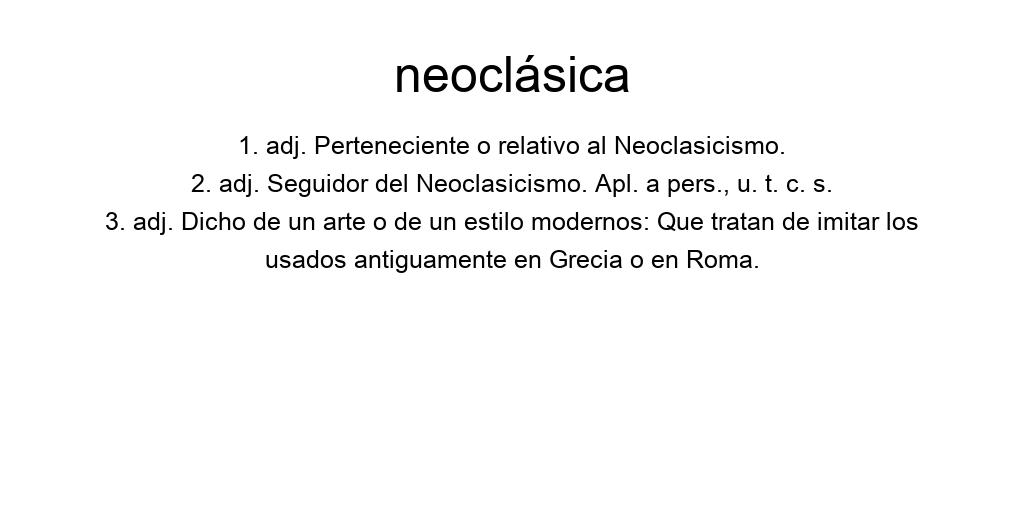 neoclásica
1. adj. Perteneciente o relativo al Neoclasicismo.
2. adj. Seguidor del Neoclasicismo. Apl. a pers., u. t. c. s.
3. adj. Dicho de un arte o de un estilo modernos: Que tratan de imitar los
usados antiguamente en Grecia o en Roma.